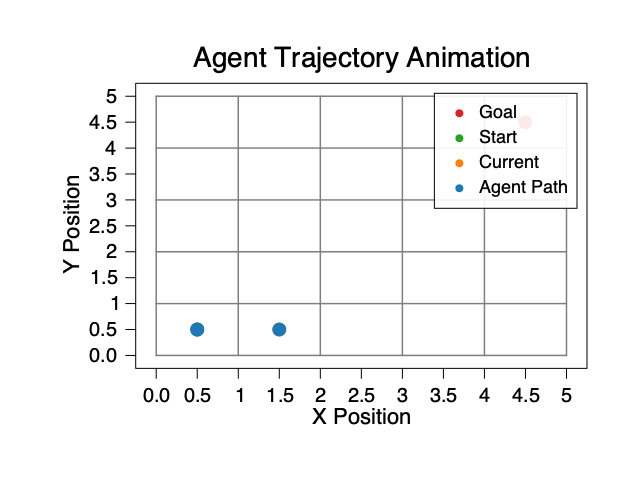 Agent Trajectory Animation
5
4.5
4
3.5
3
2.5
2
1.5
1
0.5
0.0
Y Position
Goal
Start
Current
Agent Path
0.0 0.5 1 1.5 2 2.5 3 3.5 4 4.5 5
X Position